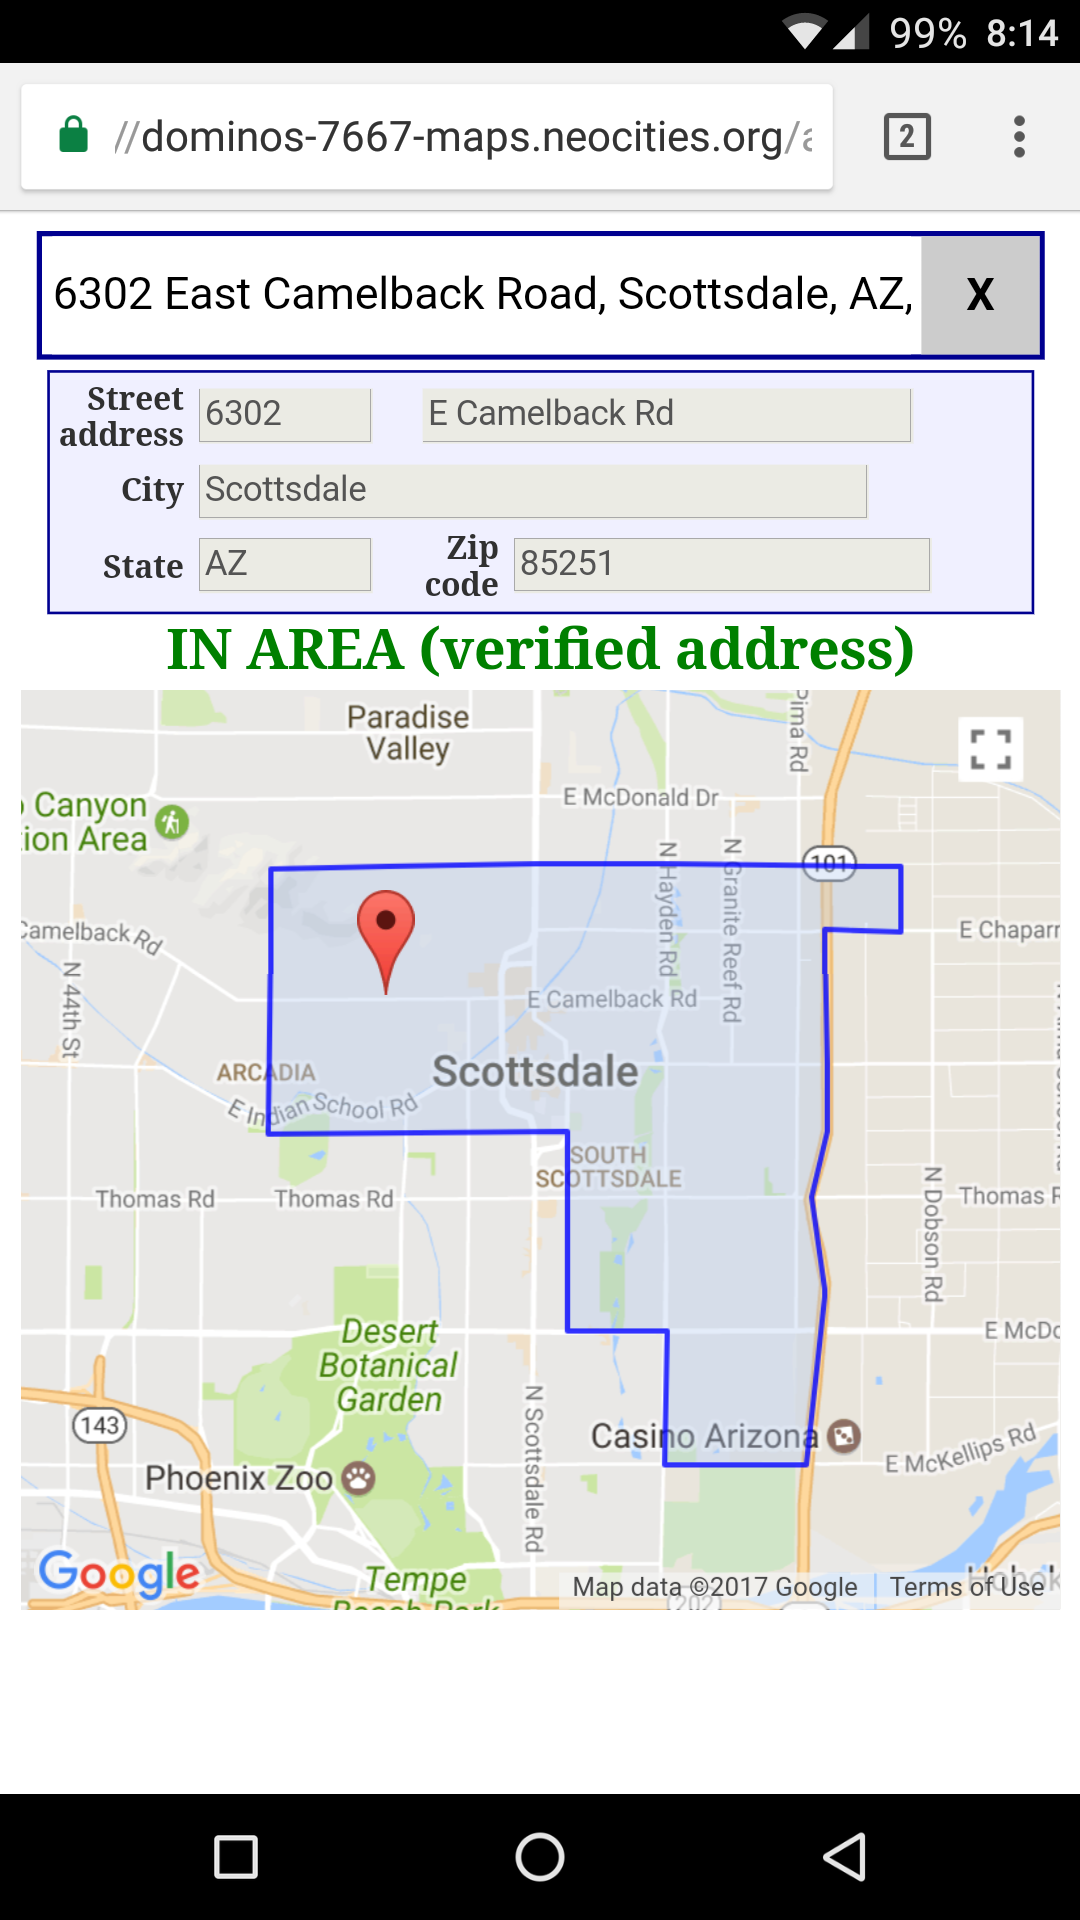 99% 8:14
//dominos-7667-maps.neocities.org/a
2
6302 East Camelback Road, Scottsdale, AZ,
X
Street address
6302
E Camelback Rd
City
Scottsdale
State
AZ
Zip code
85251
IN AREA (verified address)
Paradise
Valley
Pima Rd
E McDonald Dr
Canyon
ion Area
N Hayden Rd
N Granite Reef Rd
101
Camelback Rd
E Chaparr
N 44th St
E Camelback Rd
Scottsdale
ARCADIA
E Indian School Rd
SOUTH
SCOTTSDALE
Thomas Rd
Thomas Rd
Thomas R
N Dobson Rd
Desert
Botanical
Garden
E McDo
N Scottsdale Rd
143
Casino Arizona
E McKellips Rd
Phoenix Zoo
Google
Tempe
Beach Park
Map data ©2017 Google
Terms of Use
Hohok
202